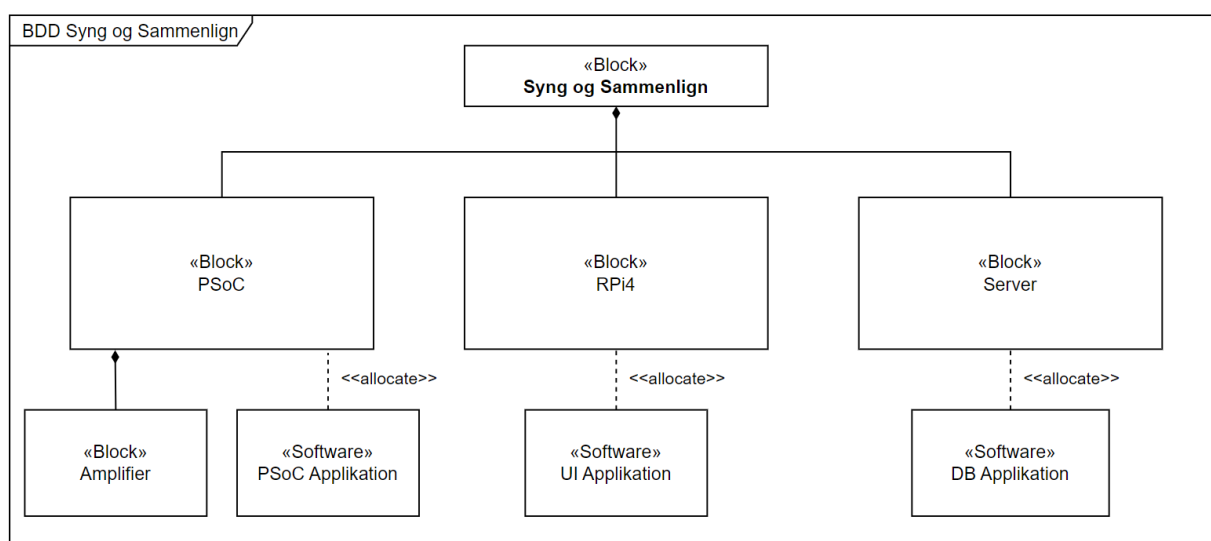 BDD Syng og Sammenlign
«Block»
Syng og Sammenlign
«Block»
PSoC
«Block»
RPi4
«Block»
Server
<<allocate>>
<<allocate>>
<<allocate>>
«Block»
Amplifier
«Software»
PSoC Applikation
«Software»
UI Applikation
«Software»
DB Applikation